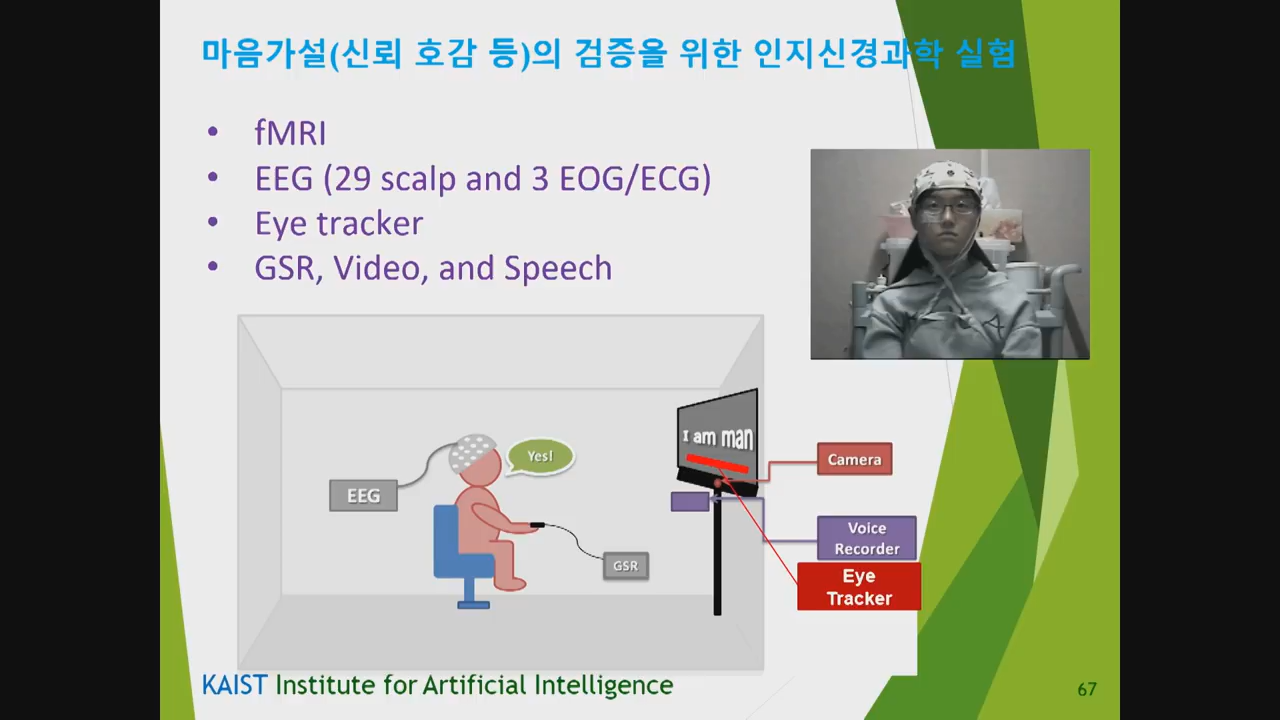 마음가설(신뢰 호감 등)의 검증을 위한 인지신경과학 실험
• fMRI
• EEG (29 scalp and 3 EOG/ECG)
• Eye tracker
• GSR, Video, and Speech
I am man
Yes!
Camera
EEG
Voice
Recorder
GSR
Eye
Tracker
KAIST Institute for Artificial Intelligence
67